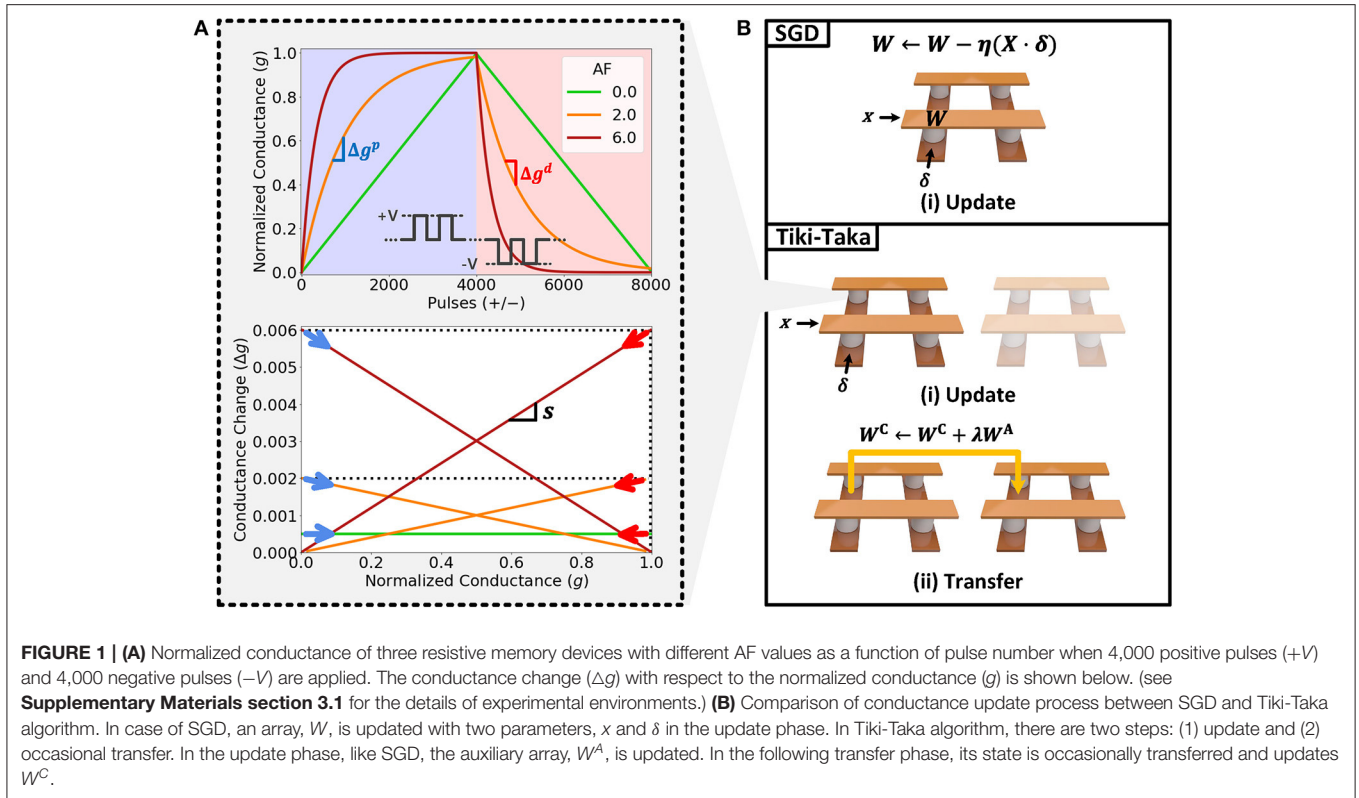 A
Normalized Conductance (g)
1.0
0.8
0.6
0.4
0.2
0.0
AF
0.0
2.0
6.0
Δg^p
Δg^d
+V
-V
0 2000 4000 6000 8000
Pulses (+/−)
Conductance Change (Δg)
0.006
0.005
0.004
0.003
0.002
0.001
0.000
s
0.0 0.2 0.4 0.6 0.8 1.0
Normalized Conductance (g)
B
SGD
W ← W − η(X · δ)
x
W
δ
(i) Update
Tiki-Taka
x
δ
(i) Update
W^C ← W^C + λW^A
(ii) Transfer
FIGURE 1 | (A) Normalized conductance of three resistive memory devices with different AF values as a function of pulse number when 4,000 positive pulses (+V)
and 4,000 negative pulses (−V) are applied. The conductance change (△g) with respect to the normalized conductance (g) is shown below. (see
Supplementary Materials section 3.1 for the details of experimental environments.) (B) Comparison of conductance update process between SGD and Tiki-Taka
algorithm. In case of SGD, an array, W, is updated with two parameters, x and δ in the update phase. In Tiki-Taka algorithm, there are two steps: (1) update and (2)
occasional transfer. In the update phase, like SGD, the auxiliary array, W^A, is updated. In the following transfer phase, its state is occasionally transferred and updates
W^C.